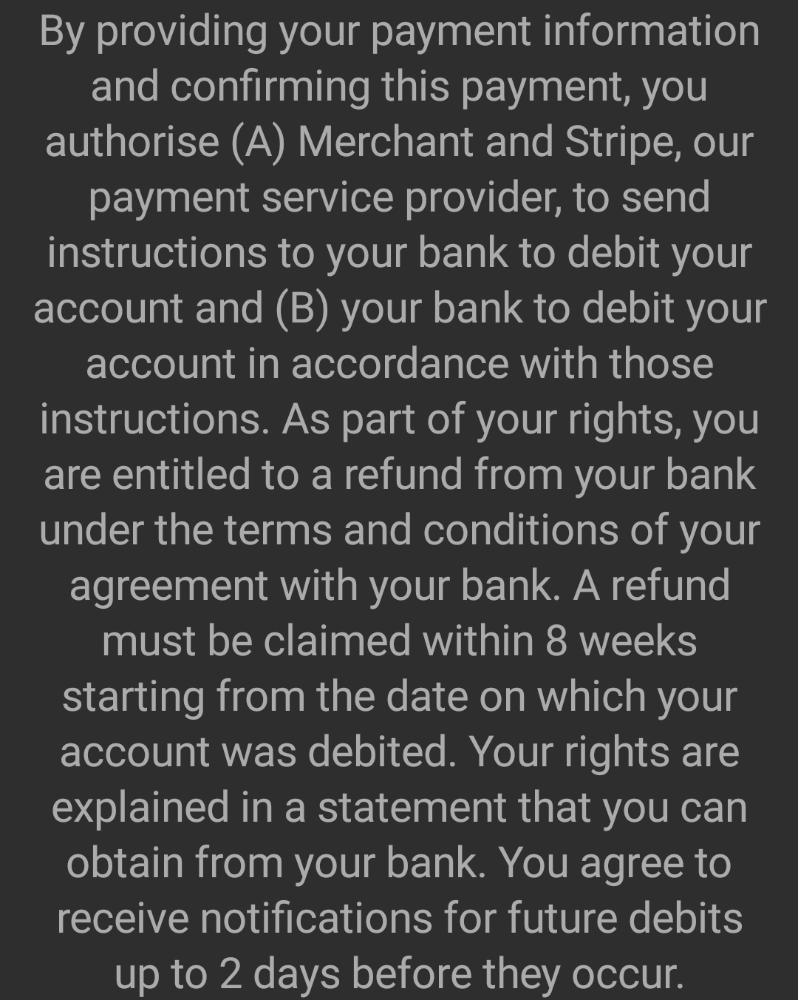 By providing your payment information
and confirming this payment, you
authorise (A) Merchant and Stripe, our
payment service provider, to send
instructions to your bank to debit your
account and (B) your bank to debit your
account in accordance with those
instructions. As part of your rights, you
are entitled to a refund from your bank
under the terms and conditions of your
agreement with your bank. A refund
must be claimed within 8 weeks
starting from the date on which your
account was debited. Your rights are
explained in a statement that you can
obtain from your bank. You agree to
receive notifications for future debits
up to 2 days before they occur.